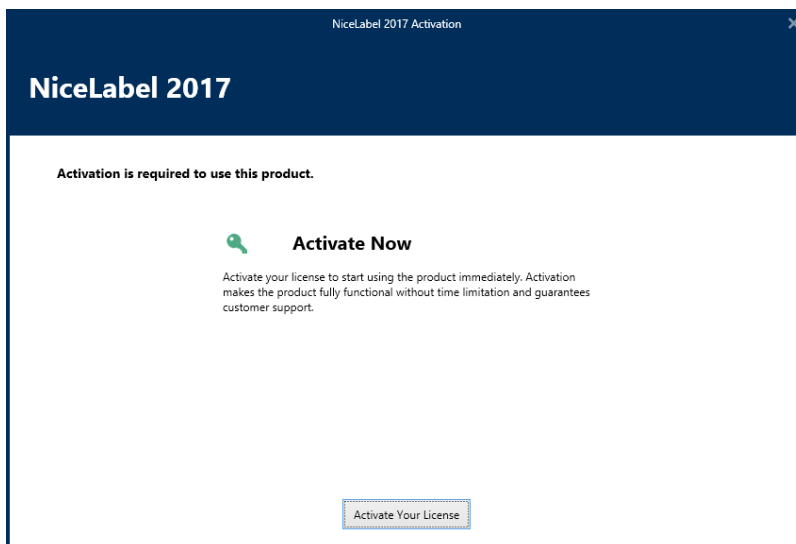 NiceLabel 2017 Activation
NiceLabel 2017
Activation is required to use this product.
Activate Now
Activate your license to start using the product immediately. Activation
makes the product fully functional without time limitation and guarantees
customer support.
Activate Your License